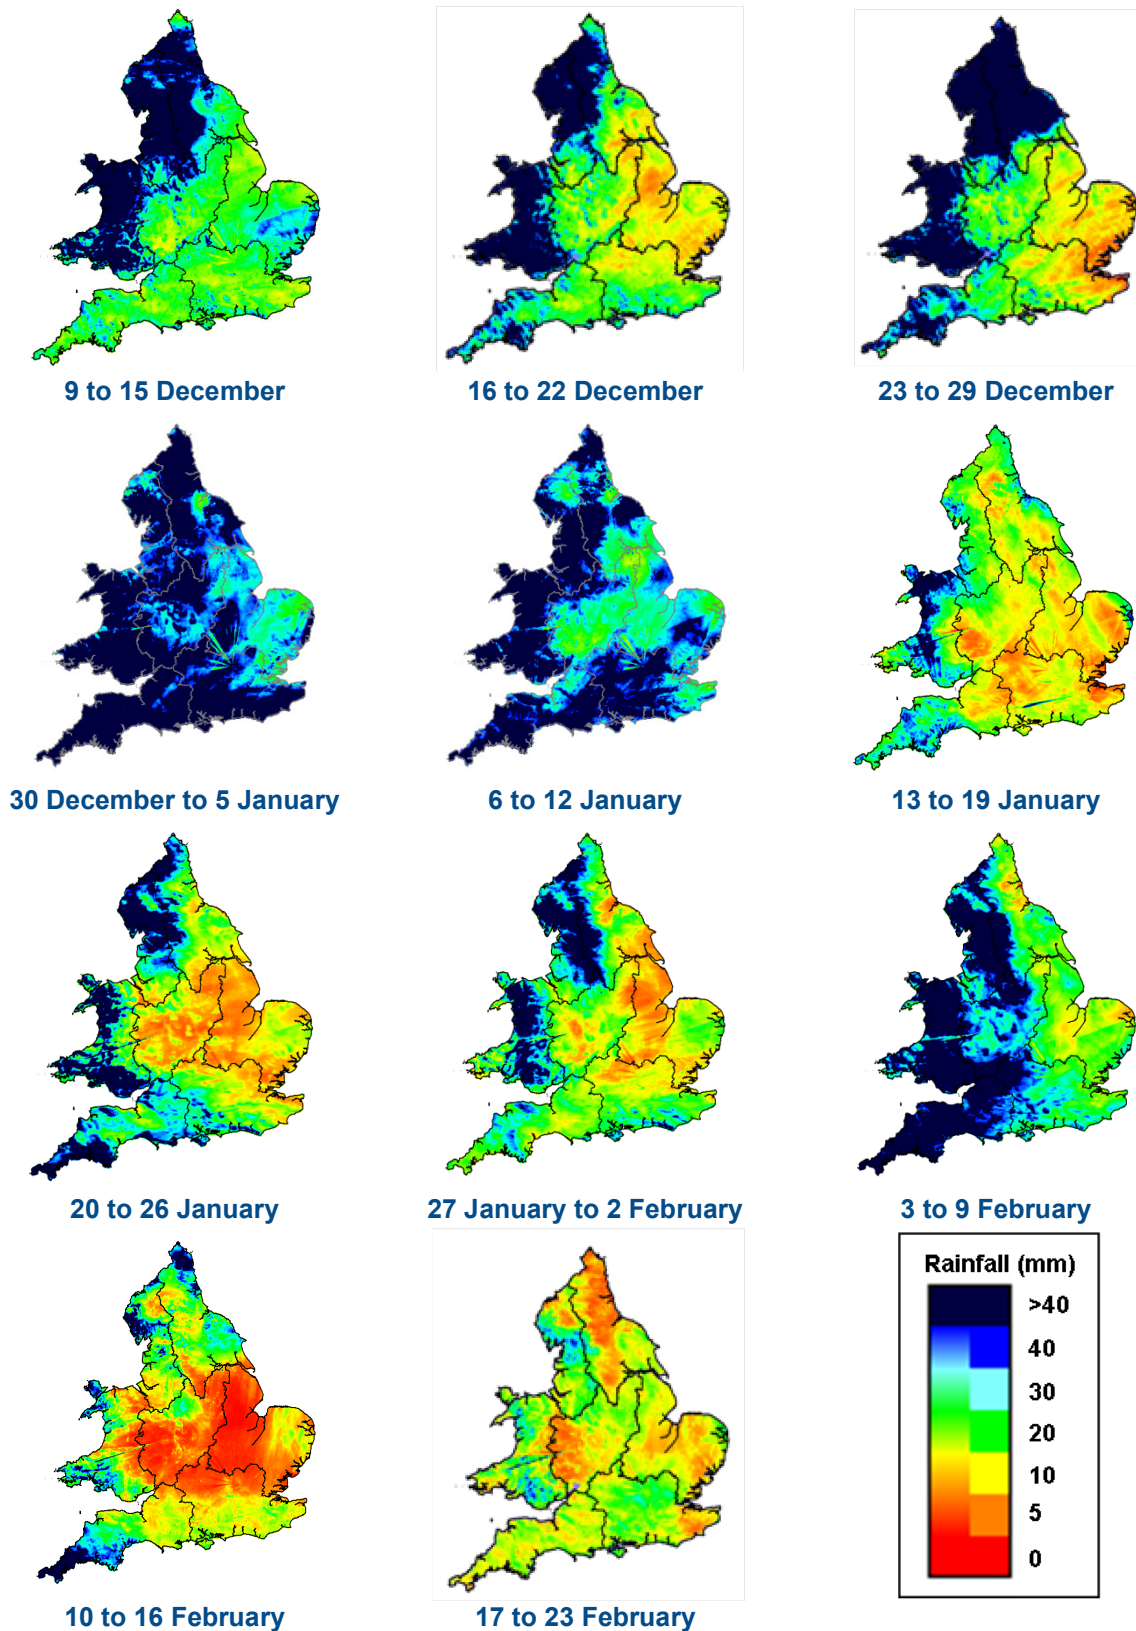 9 to 15 December
16 to 22 December
23 to 29 December
30 December to 5 January
6 to 12 January
13 to 19 January
20 to 26 January
27 January to 2 February
3 to 9 February
Rainfall (mm)
>40
40
30
20
10
5
0
10 to 16 February
17 to 23 February